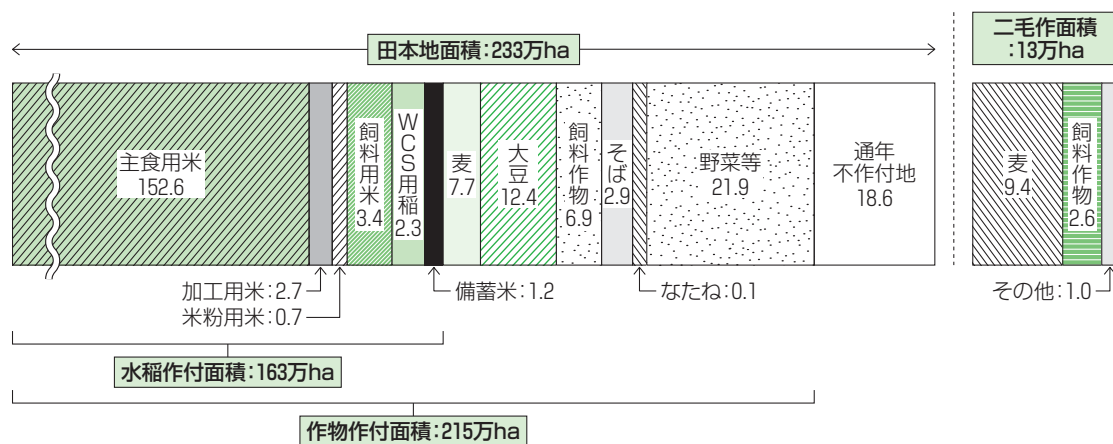 田本地面積：233万ha
二毛作面積
：13万ha
主食用米
152.6
飼料用米
3.4
WCS用稲
2.3
麦
7.7
大豆
12.4
飼料作物
6.9
そば
2.9
野菜等
21.9
通年
不作付地
18.6
麦
9.4
飼料作物
2.6
加工用米：2.7
米粉用米：0.7
備蓄米：1.2
なたね：0.1
その他：1.0
水稲作付面積：163万ha
作物作付面積：215万ha